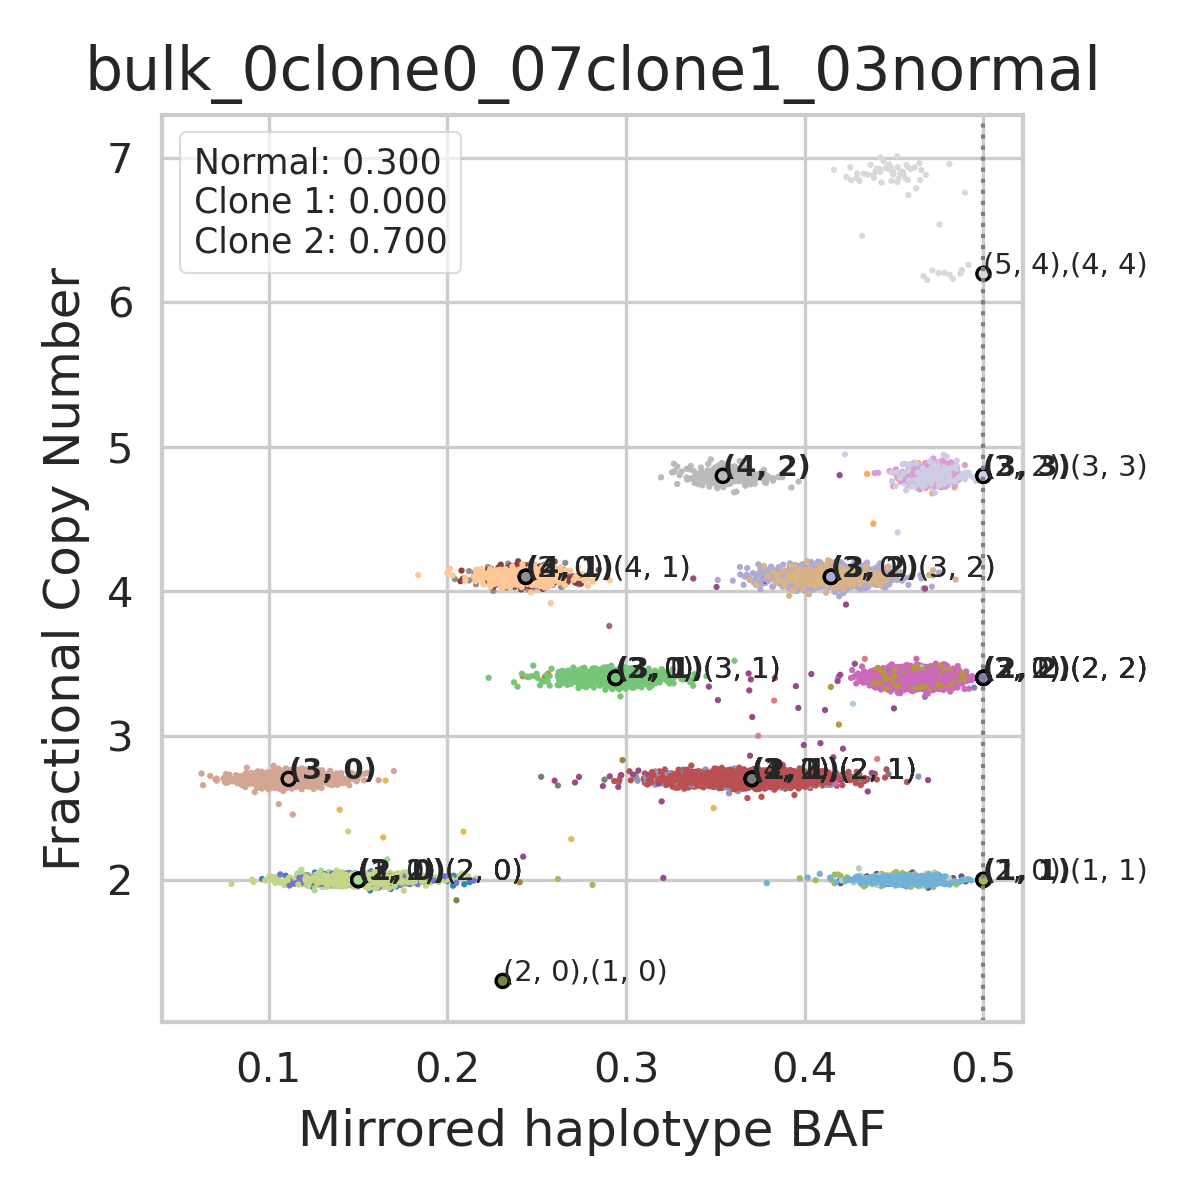 bulk_0clone0_07clone1_03normal
Normal: 0.300
Clone 1: 0.000
Clone 2: 0.700
Fractional Copy Number
7
6
5
4
3
2
(5, 4),(4, 4)
(4, 2)
(3, 3)
(4, 1)
(3, 2)
(3, 1)
(2, 2)
(3, 0)
(2, 1)
(2, 0)
(1, 1)
(2, 0),(1, 0)
0.1 0.2 0.3 0.4 0.5
Mirrored haplotype BAF